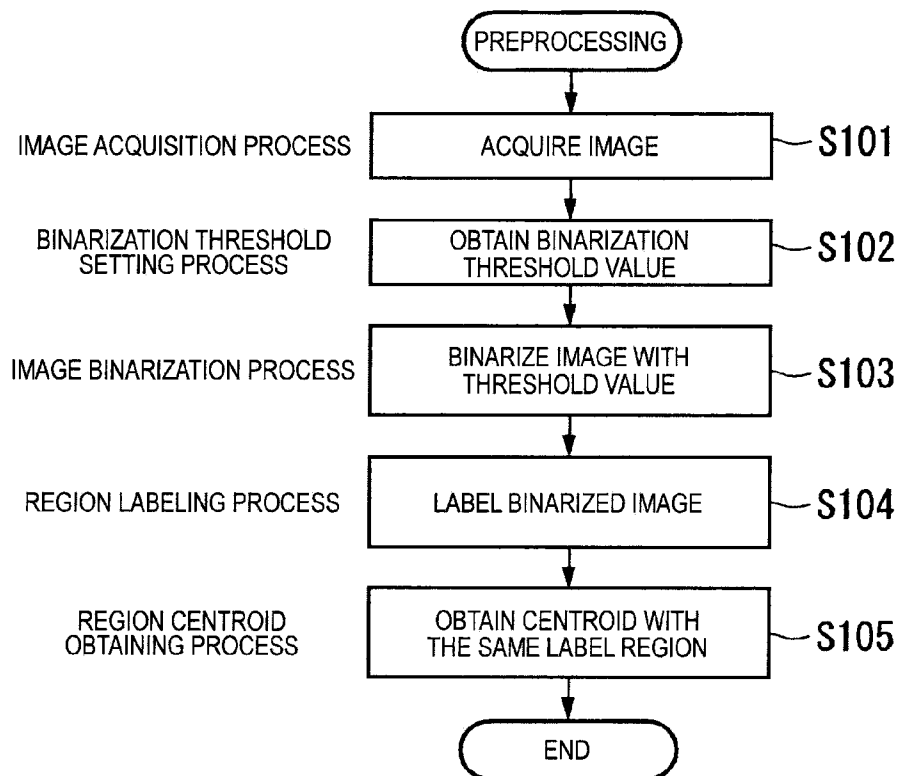 PREPROCESSING
IMAGE ACQUISITION PROCESS
ACQUIRE IMAGE
S101
BINARIZATION THRESHOLD
SETTING PROCESS
OBTAIN BINARIZATION
THRESHOLD VALUE
S102
IMAGE BINARIZATION PROCESS
BINARIZE IMAGE WITH
THRESHOLD VALUE
S103
REGION LABELING PROCESS
LABEL BINARIZED IMAGE
S104
REGION CENTROID
OBTAINING PROCESS
OBTAIN CENTROID WITH
THE SAME LABEL REGION
S105
END